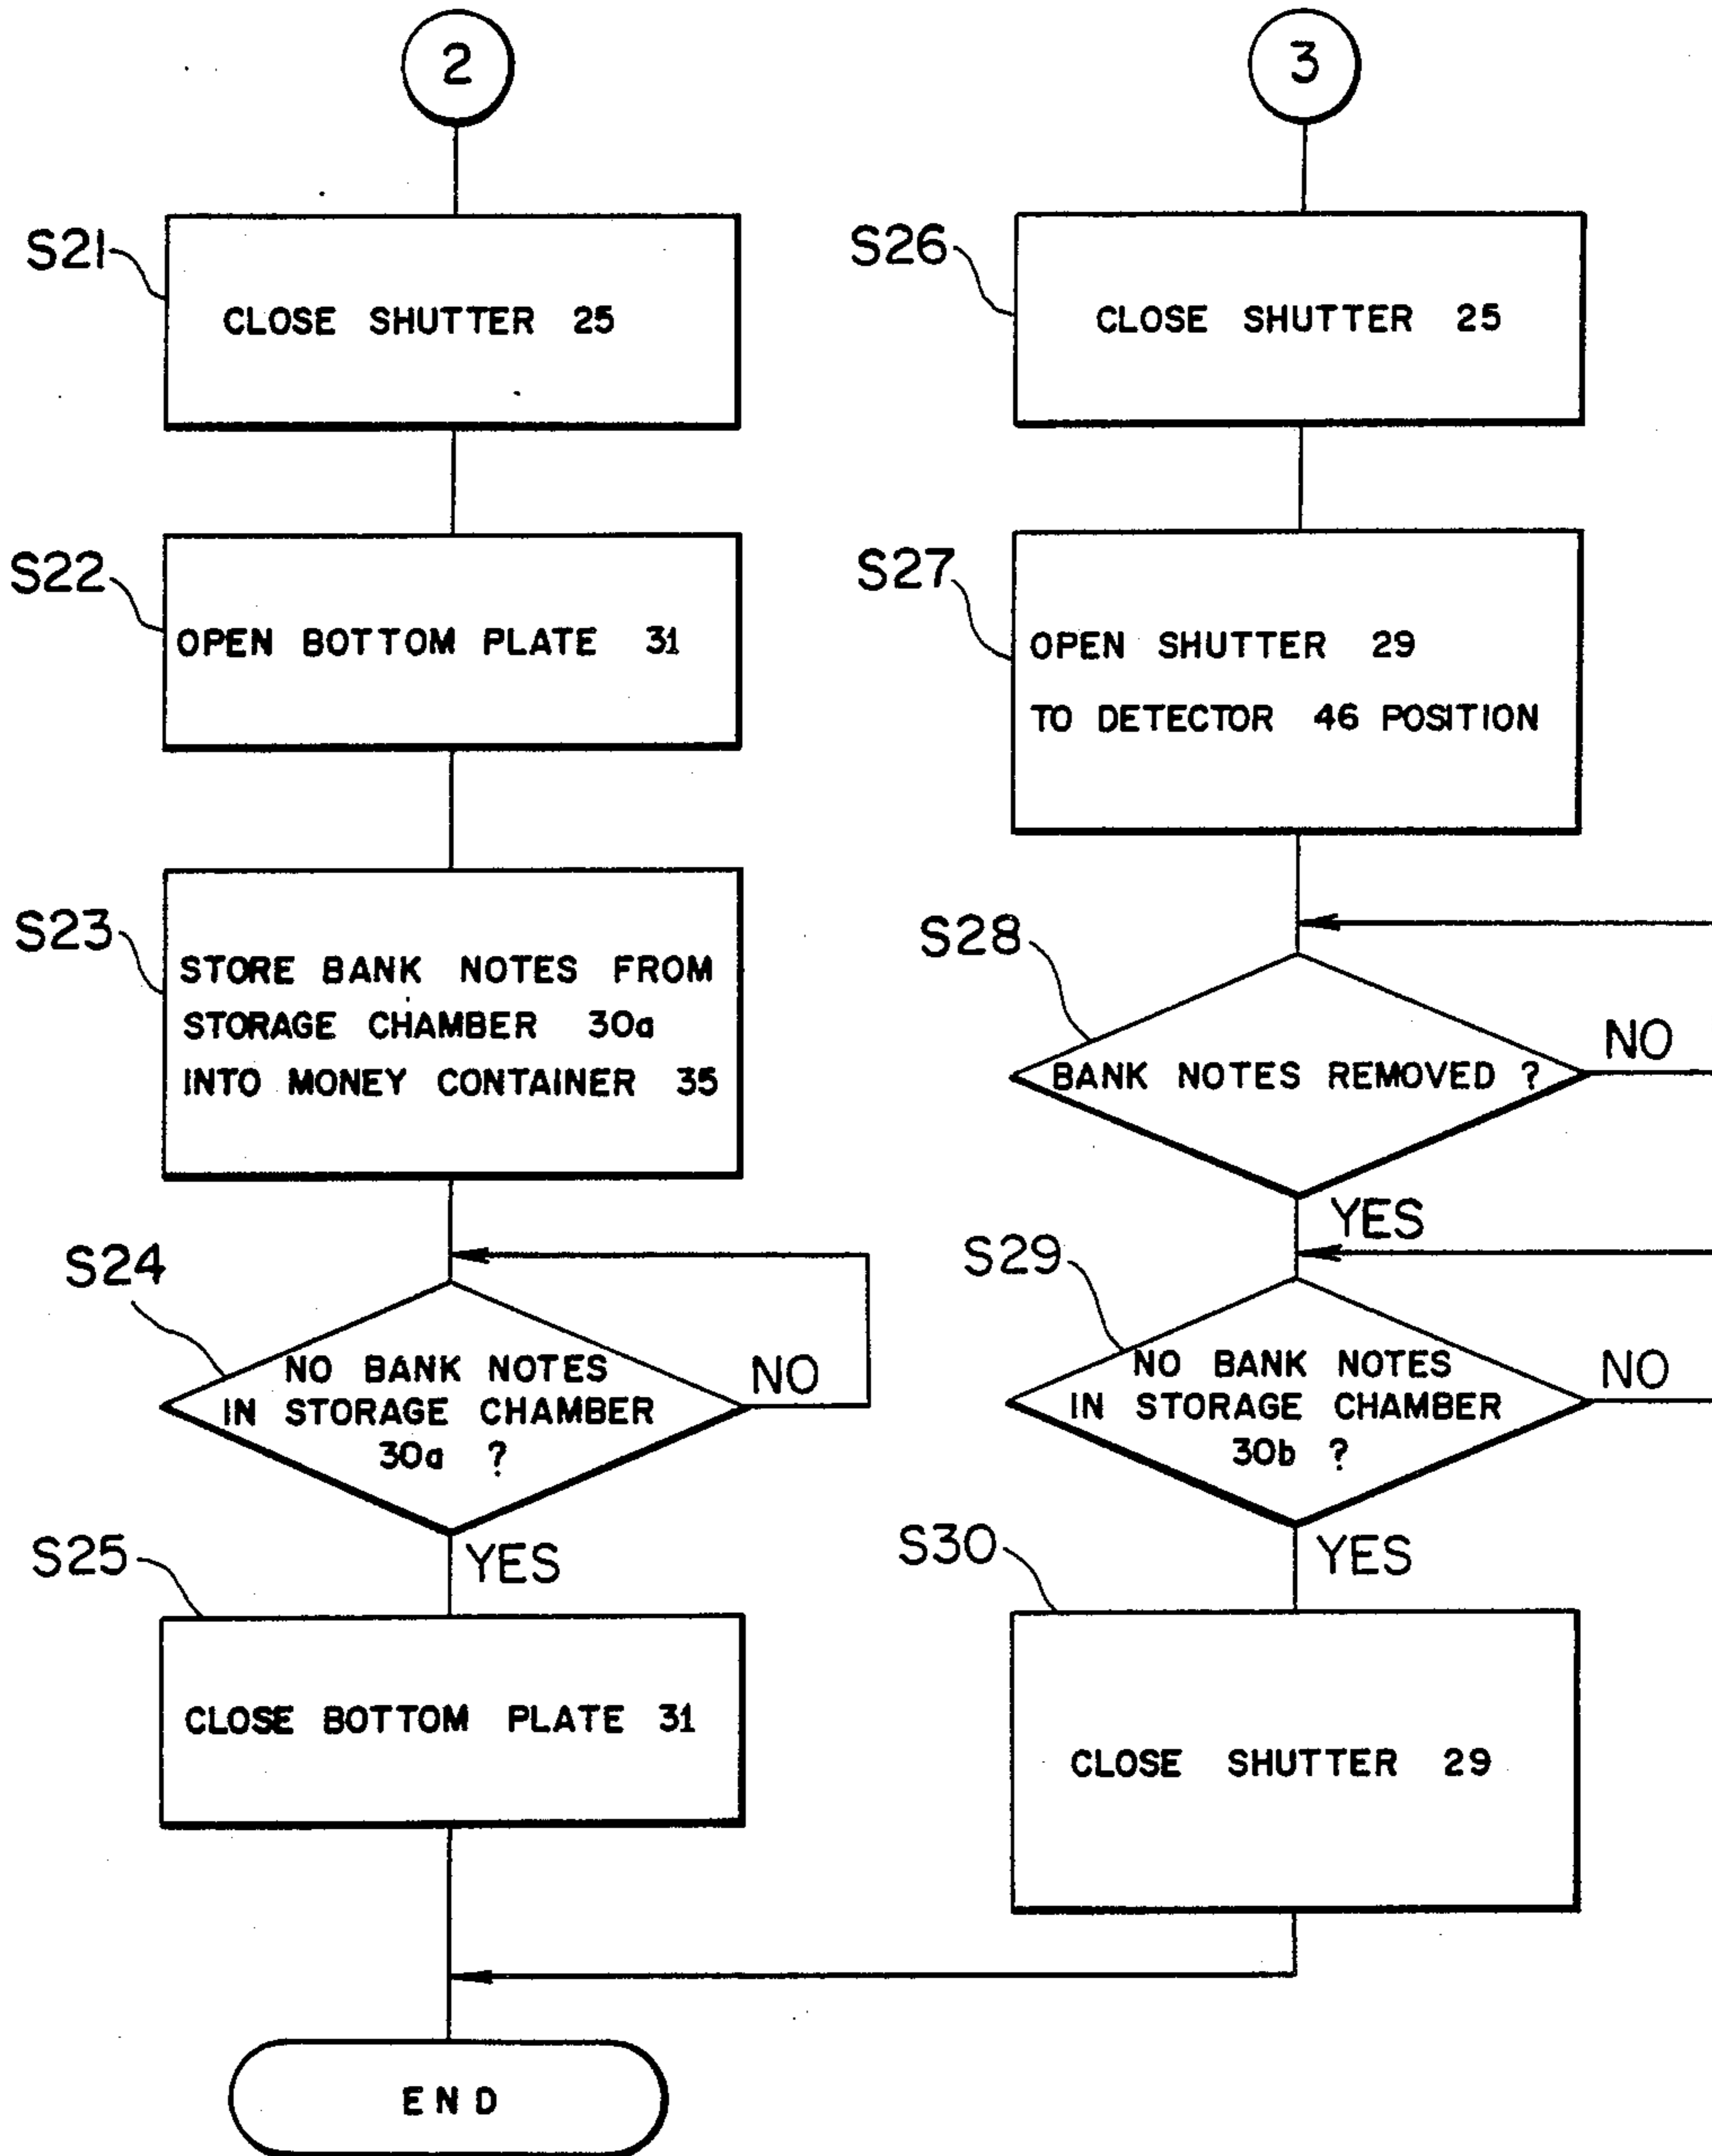 2
S21
CLOSE SHUTTER 25
S22
OPEN BOTTOM PLATE 31
S23
STORE BANK NOTES FROM
STORAGE CHAMBER 30a
INTO MONEY CONTAINER 35
S24
NO BANK NOTES
IN STORAGE CHAMBER
30a ?
NO
YES
S25
CLOSE BOTTOM PLATE 31
3
S26
CLOSE SHUTTER 25
S27
OPEN SHUTTER 29
TO DETECTOR 46 POSITION
S28
BANK NOTES REMOVED ?
NO
YES
S29
NO BANK NOTES
IN STORAGE CHAMBER
30b ?
NO
YES
S30
CLOSE SHUTTER 29
END